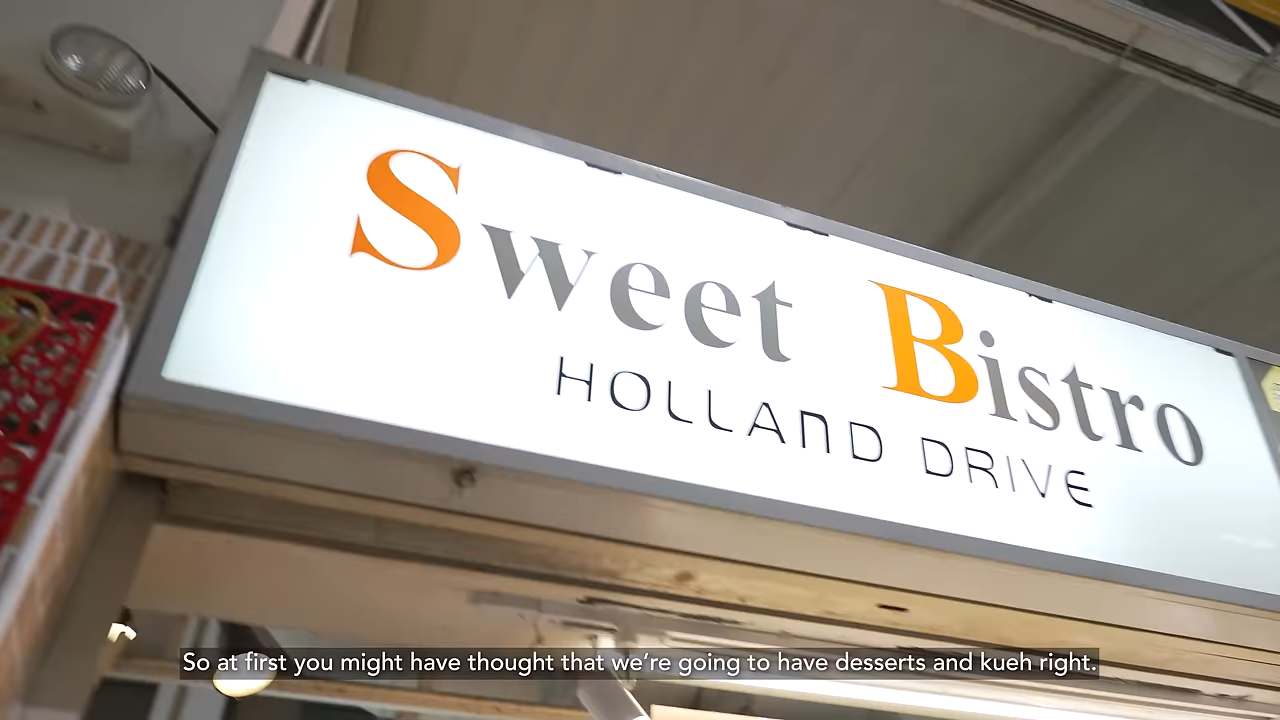 Sweet Bistro
HOLLAND DRIVE
So at first you might have thought that we’re going to have desserts and kueh right.